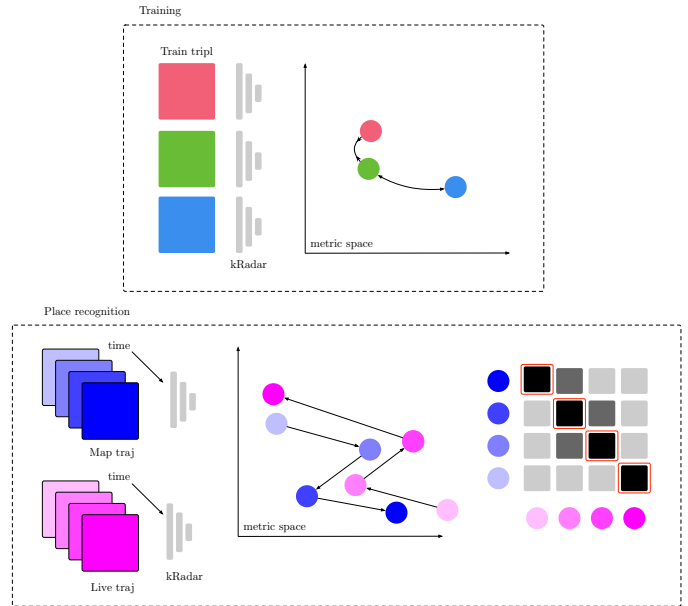 Training
Train tripl
metric space
kRadar
Place recognition
time
Map traj
time
metric space
kRadar
Live traj